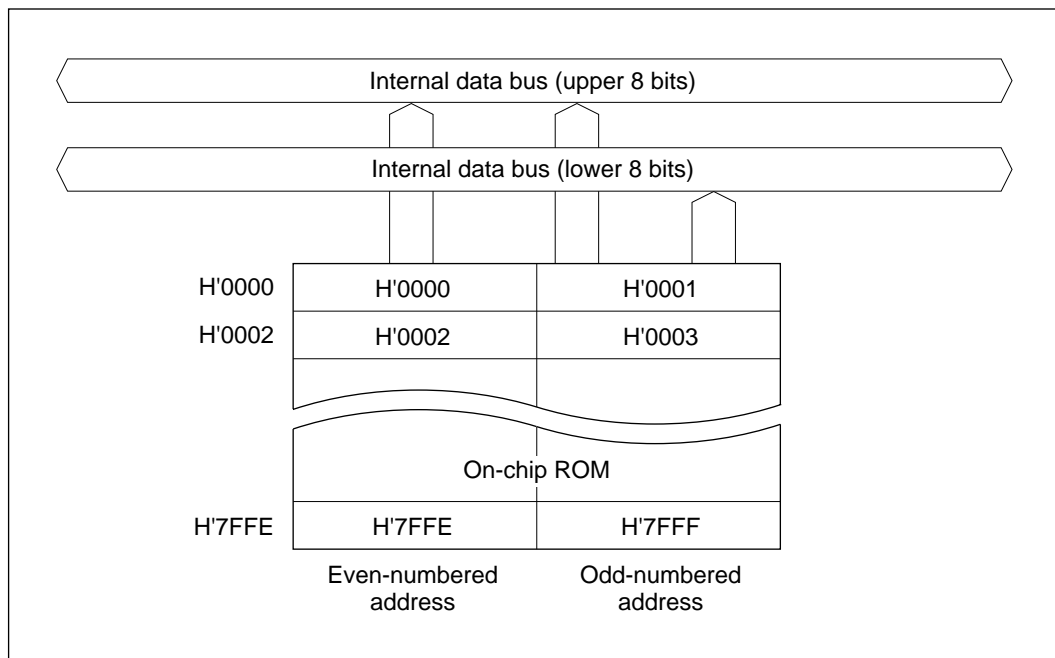 Internal data bus (upper 8 bits)
Internal data bus (lower 8 bits)
H'0000 H'0000 H'0001
H'0002 H'0002 H'0003
On-chip ROM
H'7FFE H'7FFE H'7FFF
Even-numbered Odd-numbered
address address